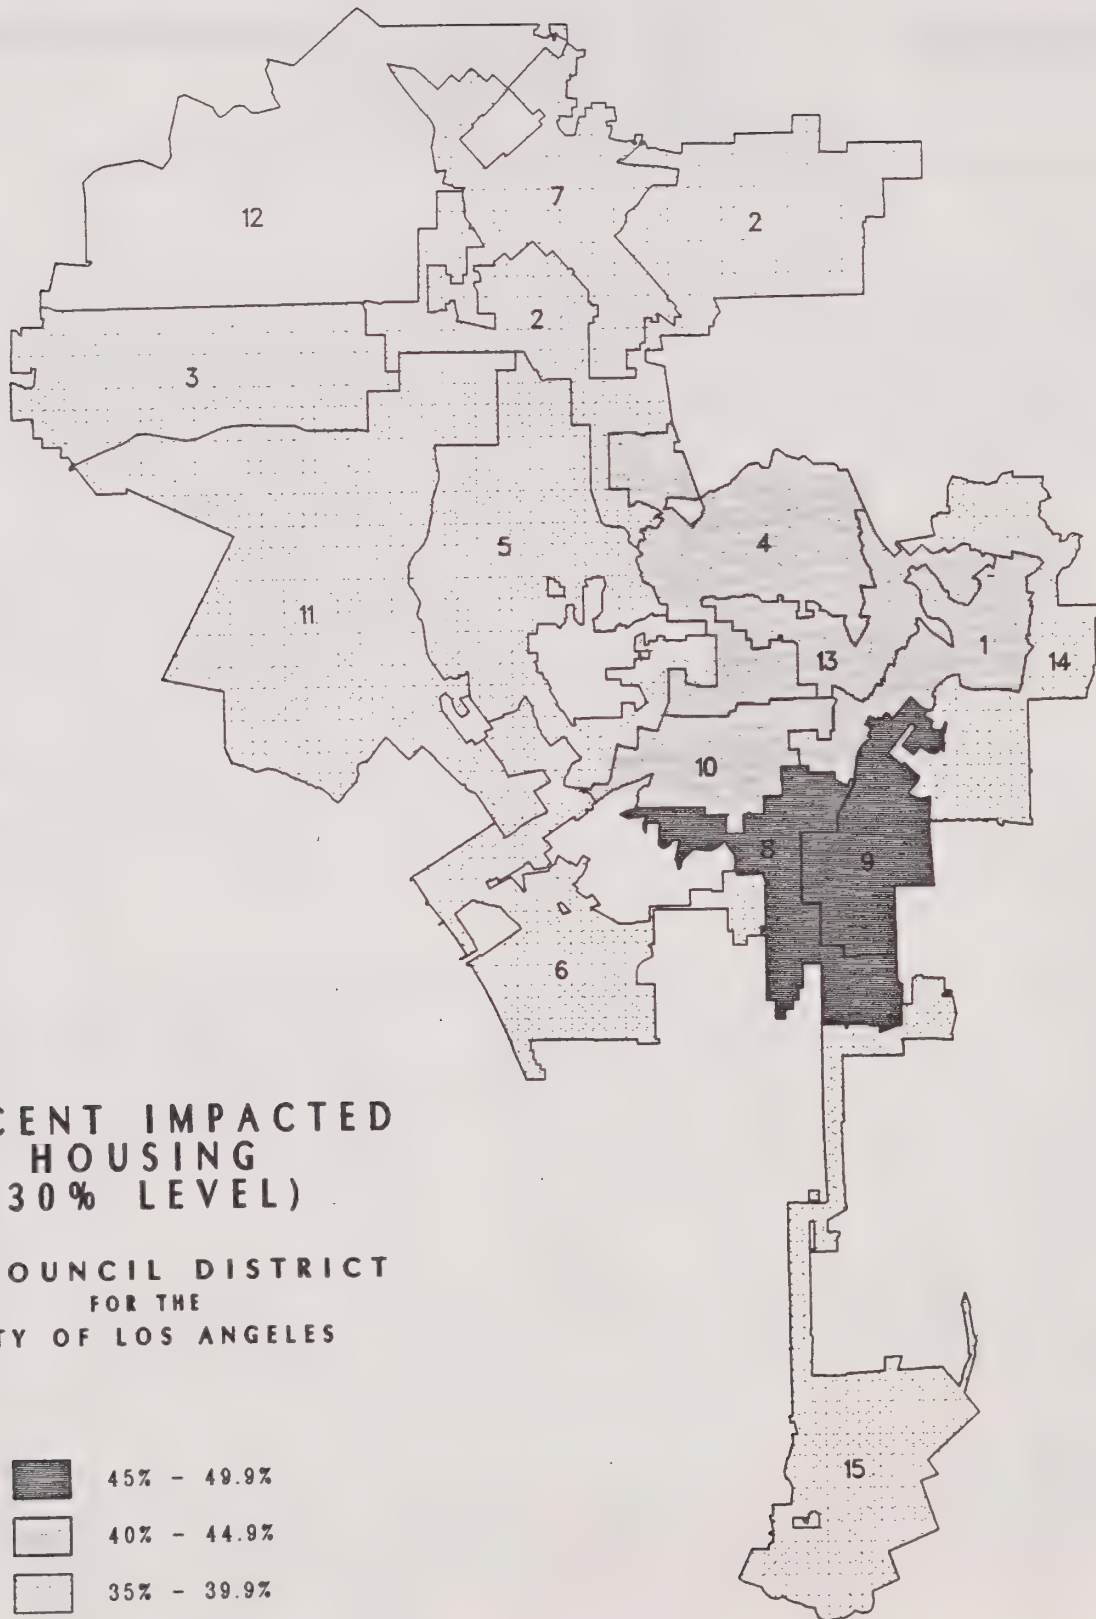 12
7
2
2
3
5
4
11
1
13
14
10
8
9
6
CENT IMPACTED
HOUSING
30% LEVEL)
OUNCIL DISTRICT
FOR THE
TY OF LOS ANGELES
15
45% - 49.9%
40% - 44.9%
35% - 39.9%